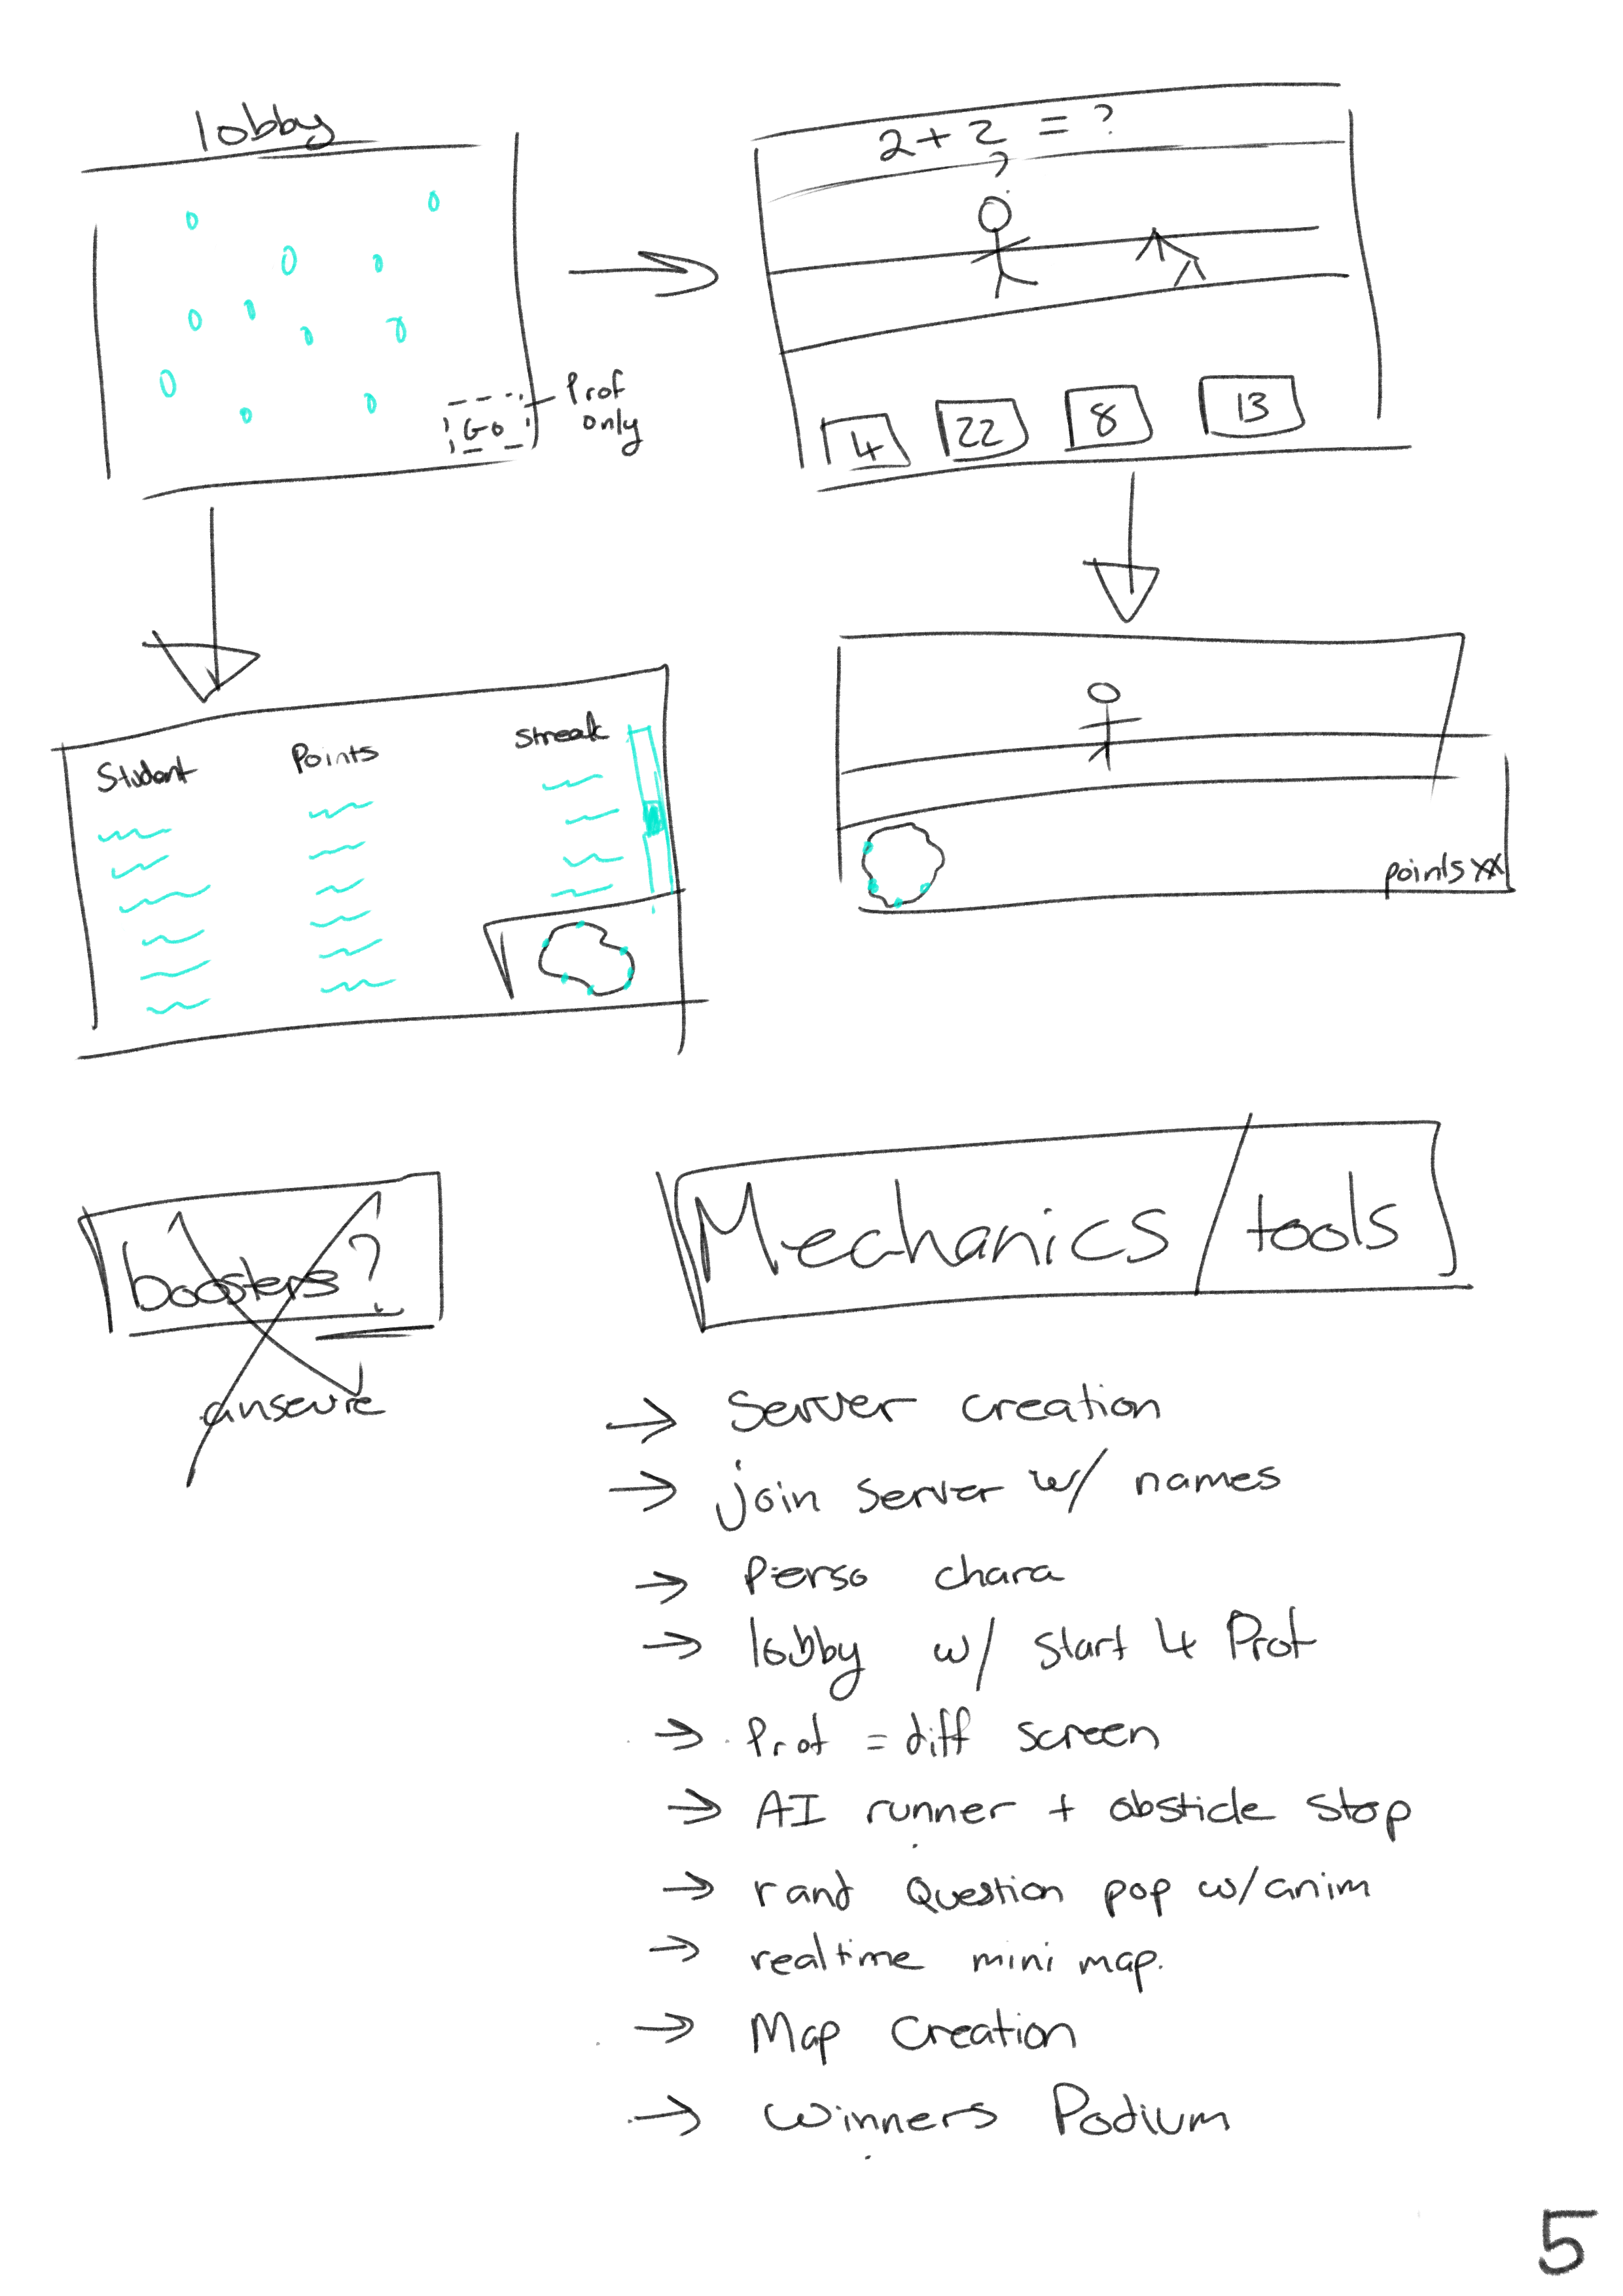 lobby
Go
Prof
only
2 + 2 = ?
?
4
22
8
13
Student
Points
streak
points xx
boosters?
unseure
Mechanics / tools
→ Server creation
→ join server w/ names
→ Perso chara
→ lobby w/ start 4 Prof
→ Prof = diff screen
→ AI runner + absticle stop
→ rand Question pop w/anim
→ realtime mini map.
→ Map Creation
→ Winners Podium
5